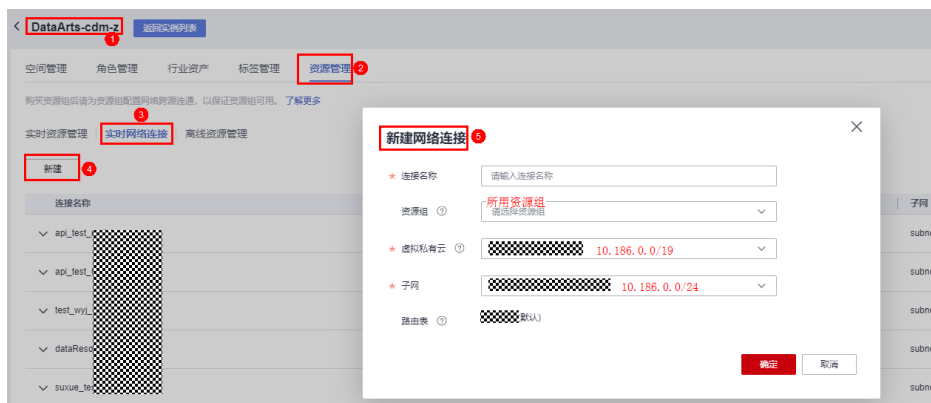 DataArts-cdm-z 返回实例列表
1
空间管理 角色管理 行业资产 标签管理 资源管理 2
购买资源组后请为资源组配置网络跨源连通，以保证资源组可用。 了解更多
3
实时资源管理 实时网络连接 离线资源管理
新建 4
连接名称 子网
api_test_ subn
api_test_ subn
test_wyj_ subn
dataReso subn
suxue_te subn
新建网络连接 5
* 连接名称 请输入连接名称
资源组 所用资源组
请选择资源组
* 虚拟私有云 10.186.0.0/19
* 子网 10.186.0.0/24
路由表 默认)
确定 取消